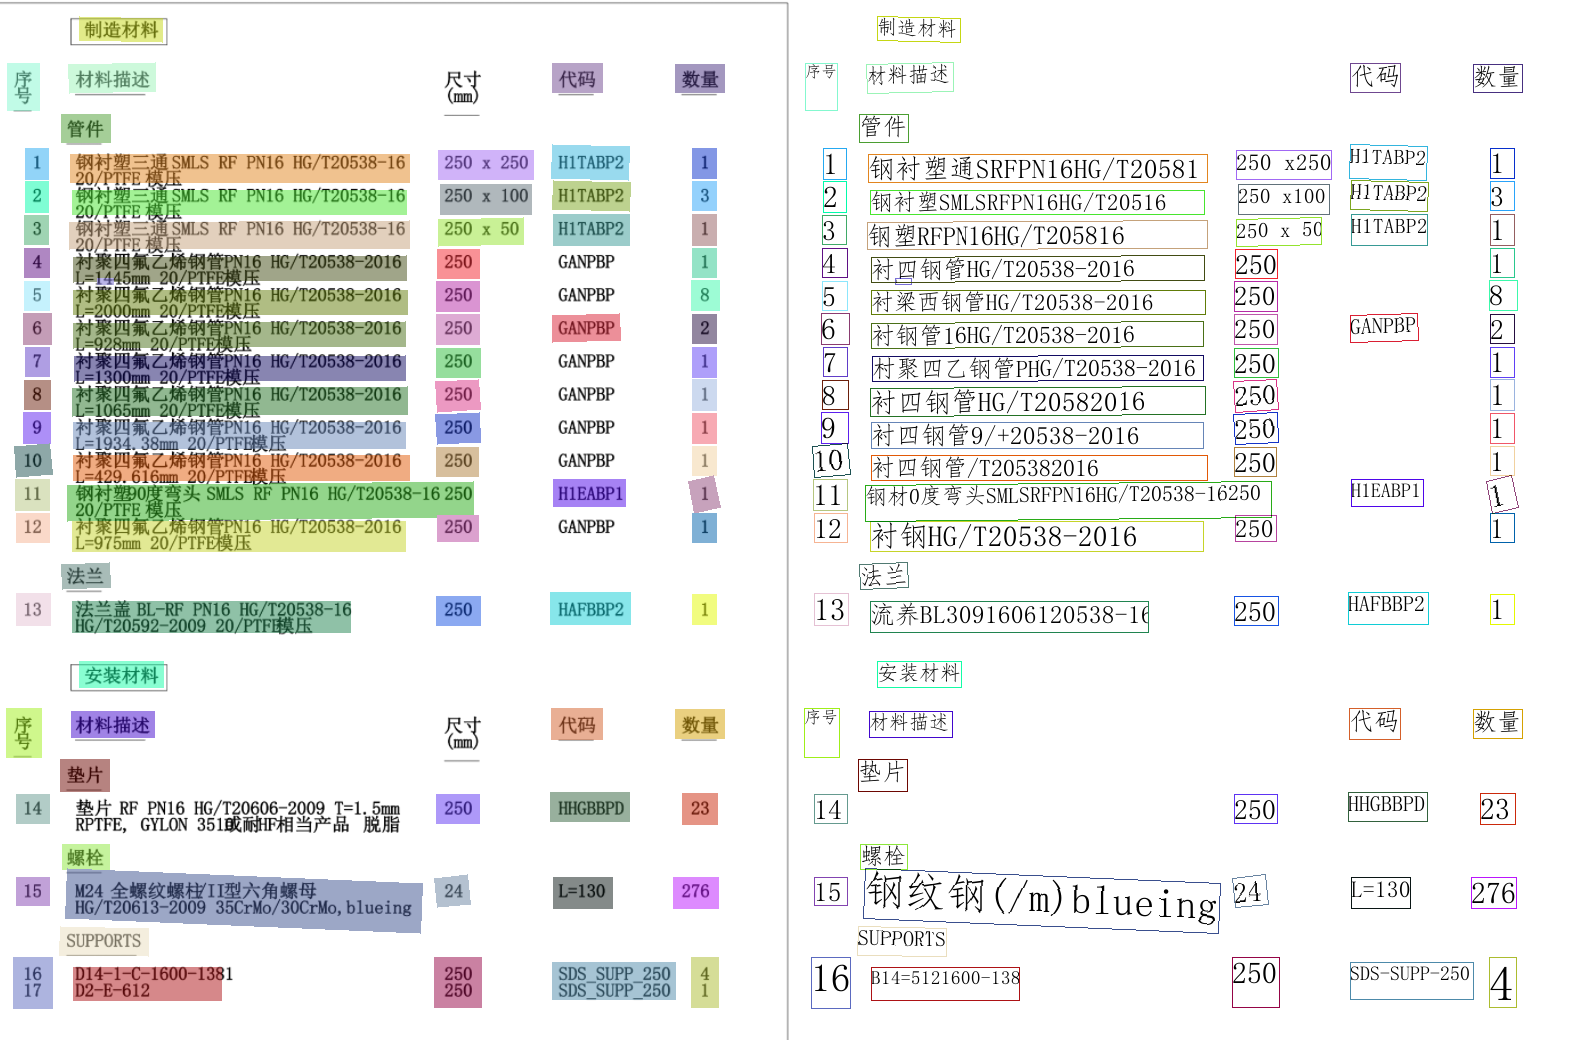 制造材料
序号 材料描述 尺寸(mm) 代码 数量
管件
1 钢衬塑三通 SMLS RF PN16 HG/T20538-16 250 x 250 H1TABP2 1
20/PTFE 模压
2 钢衬塑三通 SMLS RF PN16 HG/T20538-16 250 x 100 H1TABP2 3
20/PTFE 模压
3 钢衬塑三通 SMLS RF PN16 HG/T20538-16 250 x 50 H1TABP2 1
20/PTFE 模压
4 衬聚四氟乙烯钢管PN16 HG/T20538-2016 250 GANPBP 1
L=1445mm 20/PTFE模压
5 衬聚四氟乙烯钢管PN16 HG/T20538-2016 250 GANPBP 8
L=2000mm 20/PTFE模压
6 衬聚四氟乙烯钢管PN16 HG/T20538-2016 250 GANPBP 2
L=928mm 20/PTFE模压
7 衬聚四氟乙烯钢管PN16 HG/T20538-2016 250 GANPBP 1
L=1300mm 20/PTFE模压
8 衬聚四氟乙烯钢管PN16 HG/T20538-2016 250 GANPBP 1
L=1065mm 20/PTFE模压
9 衬聚四氟乙烯钢管PN16 HG/T20538-2016 250 GANPBP 1
L=1934.38mm 20/PTFE模压
10 衬聚四氟乙烯钢管PN16 HG/T20538-2016 250 GANPBP 1
L=429.616mm 20/PTFE模压
11 钢衬塑90度弯头 SMLS RF PN16 HG/T20538-16 250 H1EABP1 1
20/PTFE 模压
12 衬聚四氟乙烯钢管PN16 HG/T20538-2016 250 GANPBP 1
L=975mm 20/PTFE模压
法兰
13 法兰盖 BL-RF PN16 HG/T20538-16 250 HAFBBP2 1
HG/T20592-2009 20/PTFE模压
安装材料
序号 材料描述 尺寸(mm) 代码 数量
垫片
14 垫片 RF PN16 HG/T20606-2009 T=1.5mm 250 HHGBBPD 23
RPTFE, GYLON 3510或耐HF相当产品 脱脂
螺栓
15 M24 全螺纹螺柱/II型六角螺母 24 L=130 276
HG/T20613-2009 35CrMo/30CrMo,blueing
SUPPORTS
16 D14-1-C-1600-1381 250 SDS_SUPP_250 4
17 D2-E-612 250 SDS_SUPP_250 1
制造材料
序号 材料描述 代码 数量
管件
1 钢衬塑通SRFPN16HG/T20581 250 x250 H1TABP2 1
2 钢衬塑SMLSRFPN16HG/T20516 250 x100 H1TABP2 3
3 钢塑RFPN16HG/T205816 250 x 50 H1TABP2 1
4 衬四钢管HG/T20538-2016 250 1
5 衬梁西钢管HG/T20538-2016 250 8
6 衬钢管16HG/T20538-2016 250 GANPBP 2
7 衬聚四乙钢管PHG/T20538-2016 250 1
8 衬四钢管HG/T20582016 250 1
9 衬四钢管9/+20538-2016 250 1
10 衬四钢管/T205382016 250 1
11 钢材0度弯头SMLSRFPN16HG/T20538-16250 H1EABP1 1
12 衬钢HG/T20538-2016 250 1
法兰
13 流养BL3091606120538-16 250 HAFBBP2 1
安装材料
序号 材料描述 代码 数量
垫片
14 250 HHGBBPD 23
螺栓
15 钢纹钢(/m)blueing 24 L=130 276
SUPPORTS
16 B14=5121600-138 250 SDS-SUPP-250 4